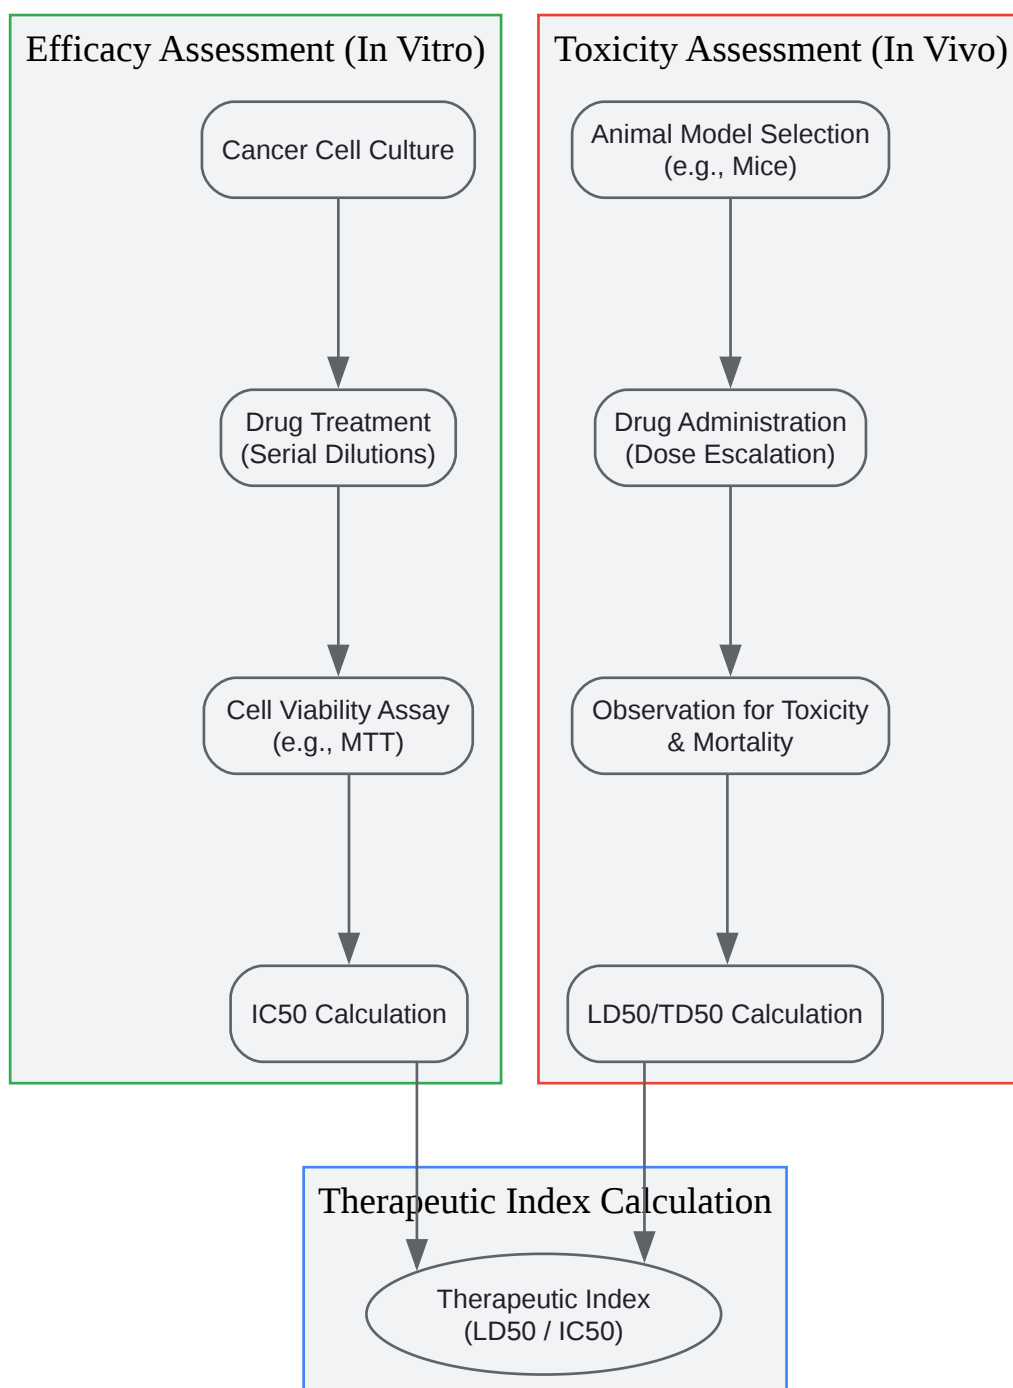 Efficacy Assessment (In Vitro)
Cancer Cell Culture
Drug Treatment
(Serial Dilutions)
Cell Viability Assay
(e.g., MTT)
IC50 Calculation
Toxicity Assessment (In Vivo)
Animal Model Selection
(e.g., Mice)
Drug Administration
(Dose Escalation)
Observation for Toxicity
& Mortality
LD50/TD50 Calculation
Therapeutic Index Calculation
Therapeutic Index
(LD50 / IC50)